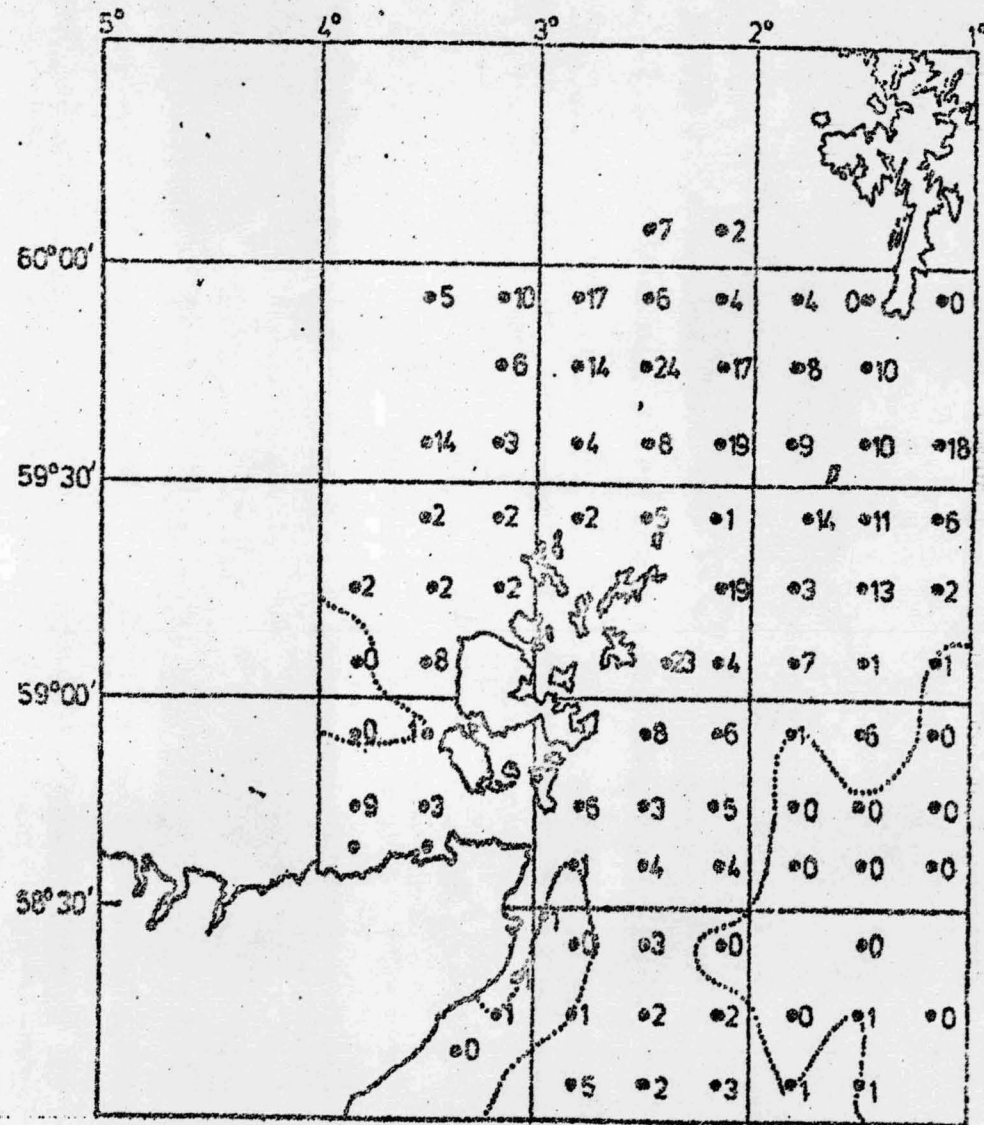 5° 4° 3° 2° 1°
7 2
60°00'
5 10 17 6 4 4 0 0
6 14 24 17 8 10
14 3 4 8 19 9 10 18
59°30'
2 2 2 5 1 14 11 6
2 2 2 19 3 13 2
0 8 23 4 7 1 1
59°00'
0 1 8 6 1 6 0
9 3 6 3 5 0 0 0
1 4 4 0 0 0
58°30'
0 3 0 0
1 1 2 2 0 1 0
0
5 2 3 1 1